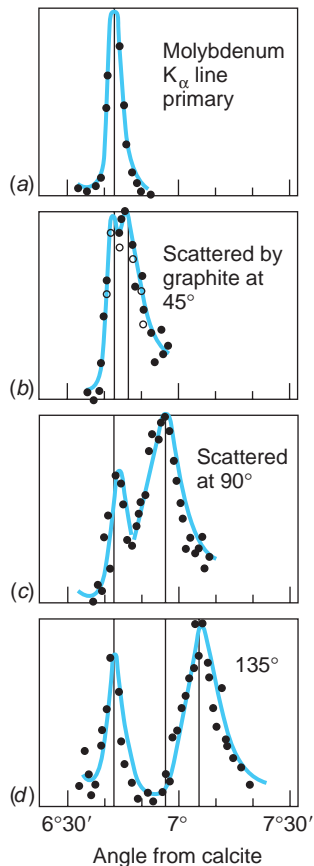 Molybdenum
Kα line
primary
(a)
Scattered by
graphite at
45°
(b)
Scattered
at 90°
(c)
135°
(d)
6°30′ 7° 7°30′
Angle from calcite